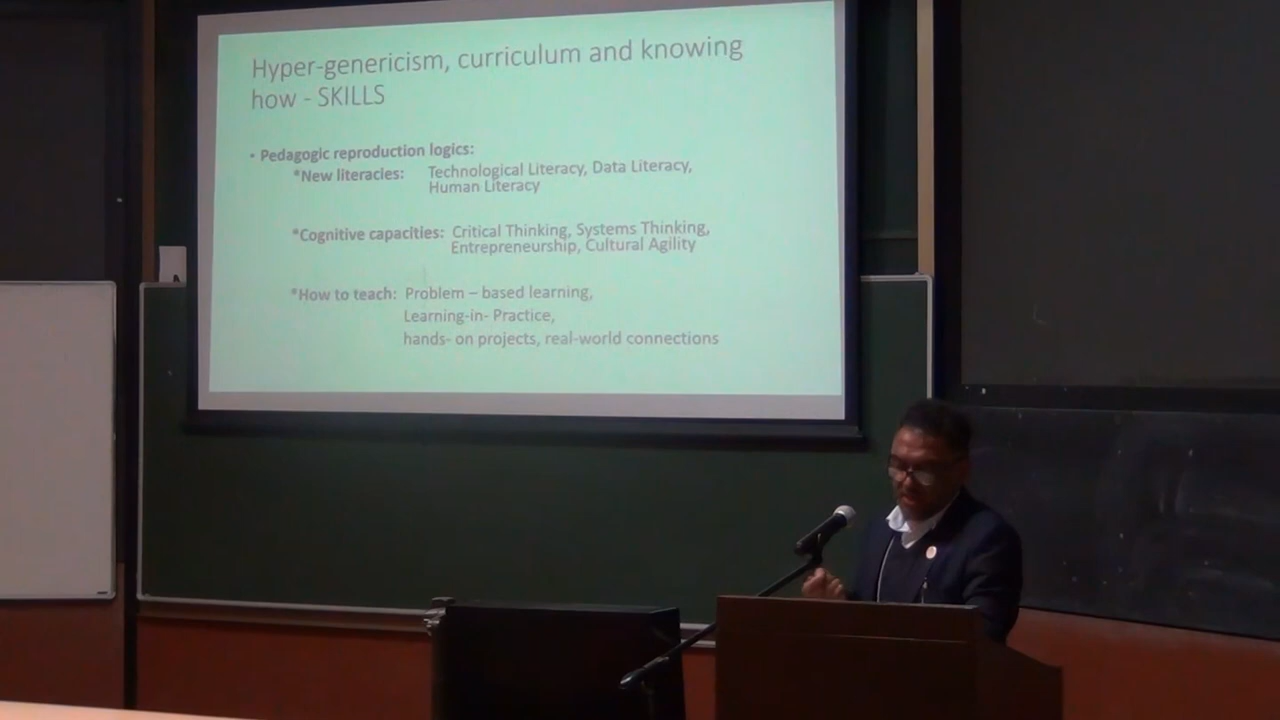 Hyper-genericism, curriculum and knowing
how - SKILLS
• Pedagogic reproduction logics:
*New literacies: Technological Literacy, Data Literacy,
Human Literacy
*Cognitive capacities: Critical Thinking, Systems Thinking,
Entrepreneurship, Cultural Agility
*How to teach: Problem – based learning,
Learning-in- Practice,
hands- on projects, real-world connections